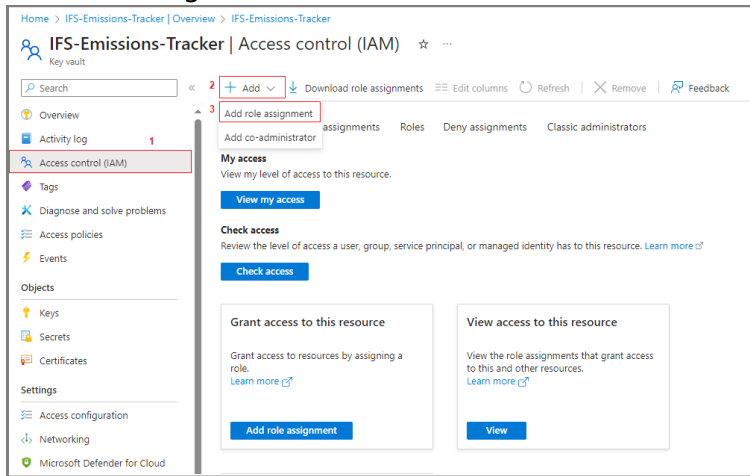 Home > IFS-Emissions-Tracker | Overview > IFS-Emissions-Tracker
IFS-Emissions-Tracker | Access control (IAM) ☆ ...
Key vault
Search
«
2 + Add Download role assignments Edit columns Refresh Remove Feedback
3 Add role assignment
Add co-administrator
assignments Roles Deny assignments Classic administrators
Overview
Activity log
1
Access control (IAM)
Tags
Diagnose and solve problems
Access policies
Events
Objects
Keys
Secrets
Certificates
Settings
Access configuration
Networking
Microsoft Defender for Cloud
My access
View my level of access to this resource.
View my access
Check access
Review the level of access a user, group, service principal, or managed identity has to this resource. Learn more
Check access
Grant access to this resource
Grant access to resources by assigning a
role.
Learn more
Add role assignment
View access to this resource
View the role assignments that grant access
to this and other resources.
Learn more
View